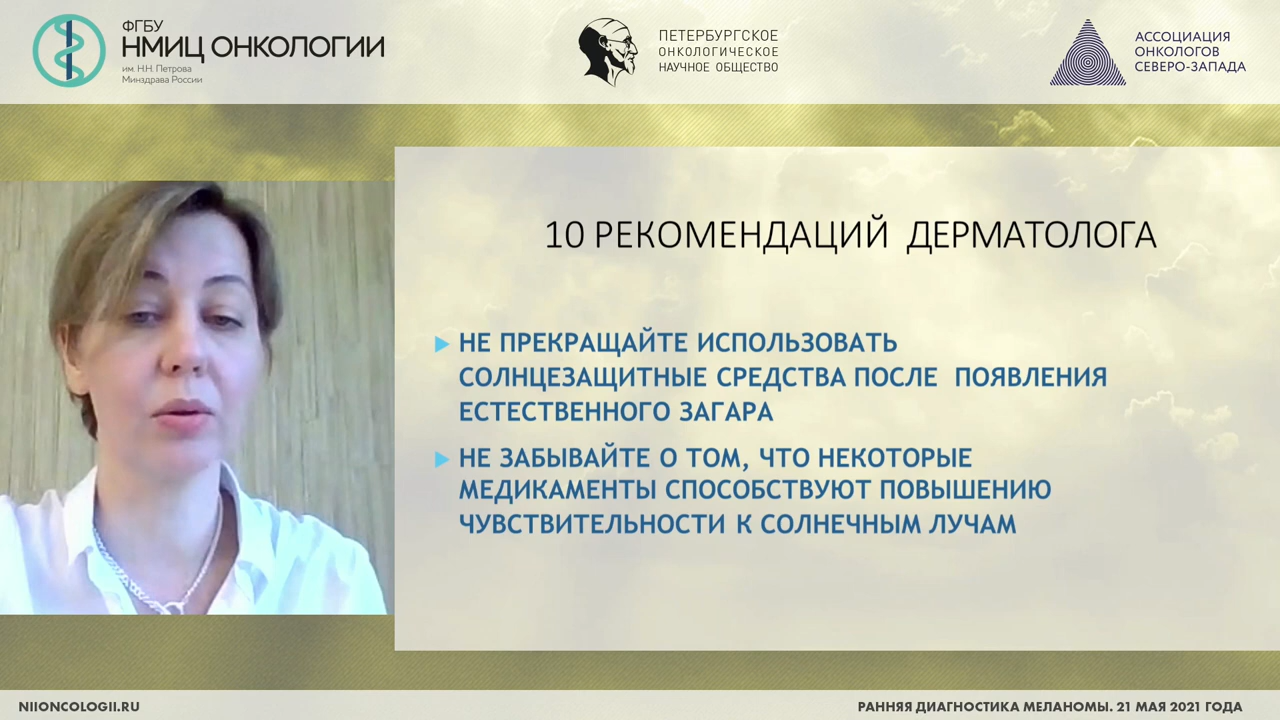 ФГБУ
НМИЦ ОНКОЛОГИИ
им. Н.Н. Петрова
Минздрава России
ПЕТЕРБУРГСКОЕ
ОНКОЛОГИЧЕСКОЕ
НАУЧНОЕ ОБЩЕСТВО
АССОЦИАЦИЯ
ОНКОЛОГОВ
СЕВЕРО-ЗАПАДА
10 РЕКОМЕНДАЦИЙ ДЕРМАТОЛОГА
НЕ ПРЕКРАЩАЙТЕ ИСПОЛЬЗОВАТЬ
СОЛНЦЕЗАЩИТНЫЕ СРЕДСТВА ПОСЛЕ ПОЯВЛЕНИЯ
ЕСТЕСТВЕННОГО ЗАГАРА
НЕ ЗАБЫВАЙТЕ О ТОМ, ЧТО НЕКОТОРЫЕ
МЕДИКАМЕНТЫ СПОСОБСТВУЮТ ПОВЫШЕНИЮ
ЧУВСТВИТЕЛЬНОСТИ К СОЛНЕЧНЫМ ЛУЧАМ
NIIONCOLOGII.RU
РАННЯЯ ДИАГНОСТИКА МЕЛАНОМЫ. 21 МАЯ 2021 ГОДА